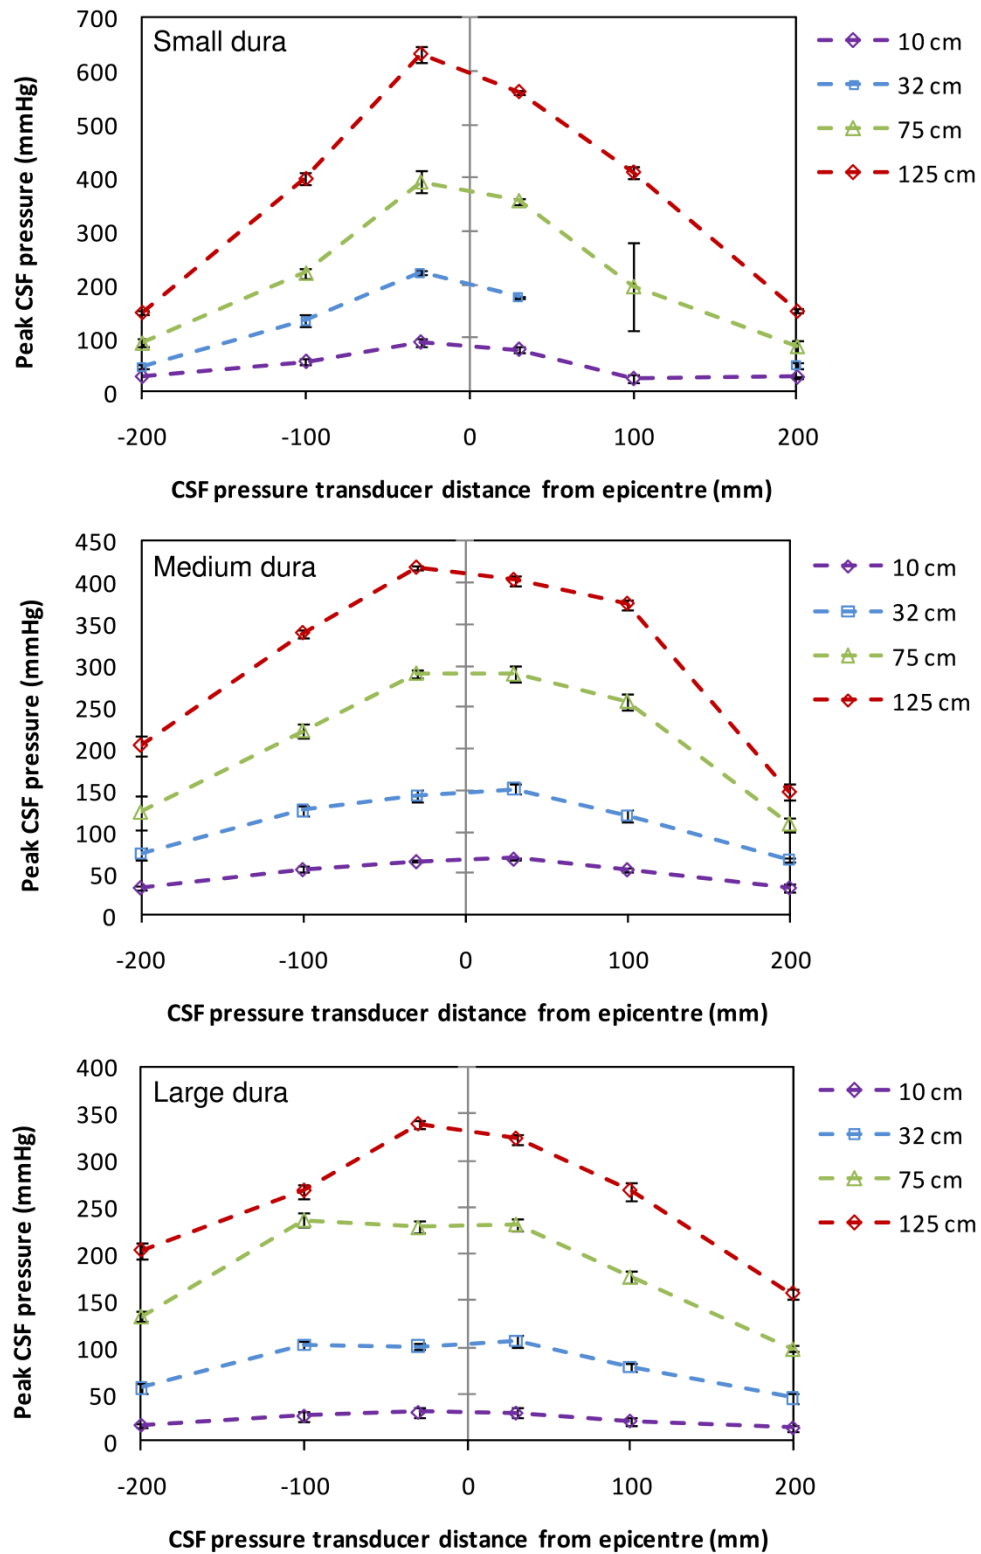 Small dura
Peak CSF pressure (mmHg)
700
600
500
400
300
200
100
0
-200 -100 0 100 200
CSF pressure transducer distance from epicentre (mm)
10 cm
32 cm
75 cm
125 cm
Medium dura
Peak CSF pressure (mmHg)
450
400
350
300
250
200
150
100
50
0
-200 -100 0 100 200
CSF pressure transducer distance from epicentre (mm)
10 cm
32 cm
75 cm
125 cm
Large dura
Peak CSF pressure (mmHg)
400
350
300
250
200
150
100
50
0
-200 -100 0 100 200
CSF pressure transducer distance from epicentre (mm)
10 cm
32 cm
75 cm
125 cm